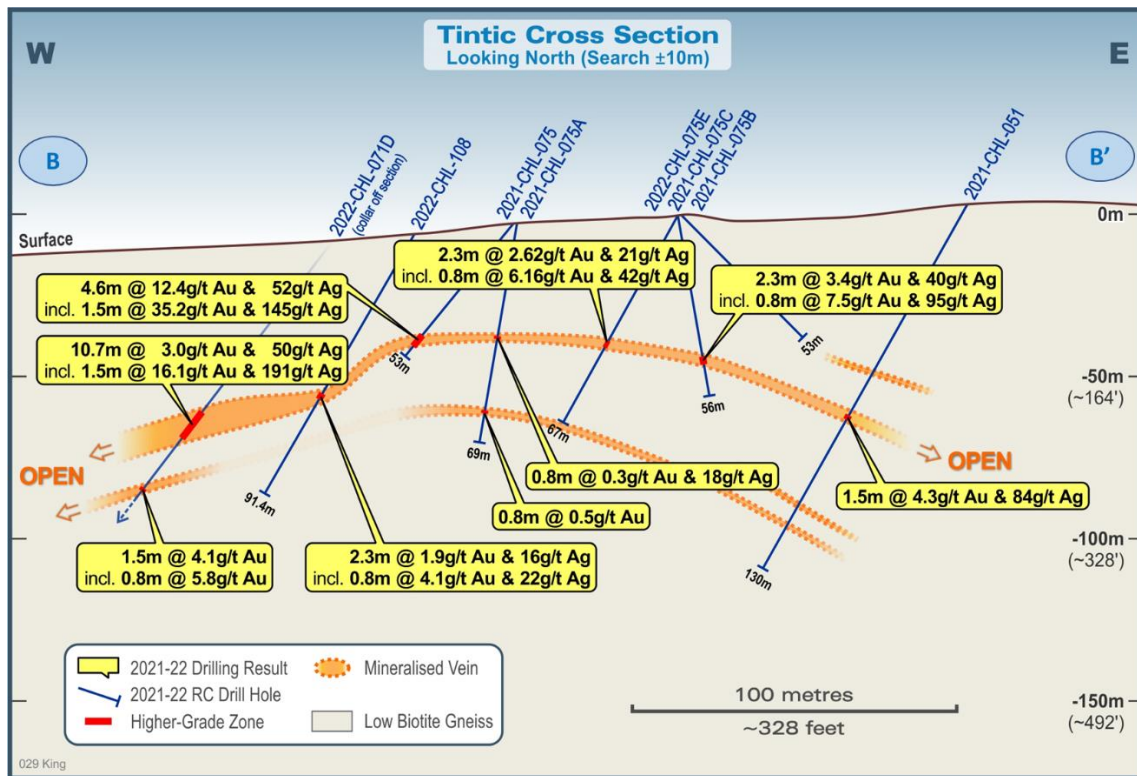 Tintic Cross Section
Looking North (Search ±10m)
W
E
B
B'
2022-CHL-071D
(collar off section)
2022-CHL-108
2021-CHL-075
2021-CHL-075A
2022-CHL-075E
2021-CHL-075C
2021-CHL-075B
2021-CHL-051
Surface
0m
-50m
(~164')
-100m
(~328')
-150m
(~492')
4.6m @ 12.4g/t Au & 52g/t Ag
incl. 1.5m @ 35.2g/t Au & 145g/t Ag
10.7m @ 3.0g/t Au & 50g/t Ag
incl. 1.5m @ 16.1g/t Au & 191g/t Ag
2.3m @ 2.62g/t Au & 21g/t Ag
incl. 0.8m @ 6.16g/t Au & 42g/t Ag
2.3m @ 3.4g/t Au & 40g/t Ag
incl. 0.8m @ 7.5g/t Au & 95g/t Ag
53m
53m
56m
67m
69m
91.4m
130m
OPEN
OPEN
0.8m @ 0.3g/t Au & 18g/t Ag
1.5m @ 4.3g/t Au & 84g/t Ag
0.8m @ 0.5g/t Au
1.5m @ 4.1g/t Au
incl. 0.8m @ 5.8g/t Au
2.3m @ 1.9g/t Au & 16g/t Ag
incl. 0.8m @ 4.1g/t Au & 22g/t Ag
2021-22 Drilling Result
2021-22 RC Drill Hole
Higher-Grade Zone
Mineralised Vein
Low Biotite Gneiss
100 metres
~328 feet
029 King